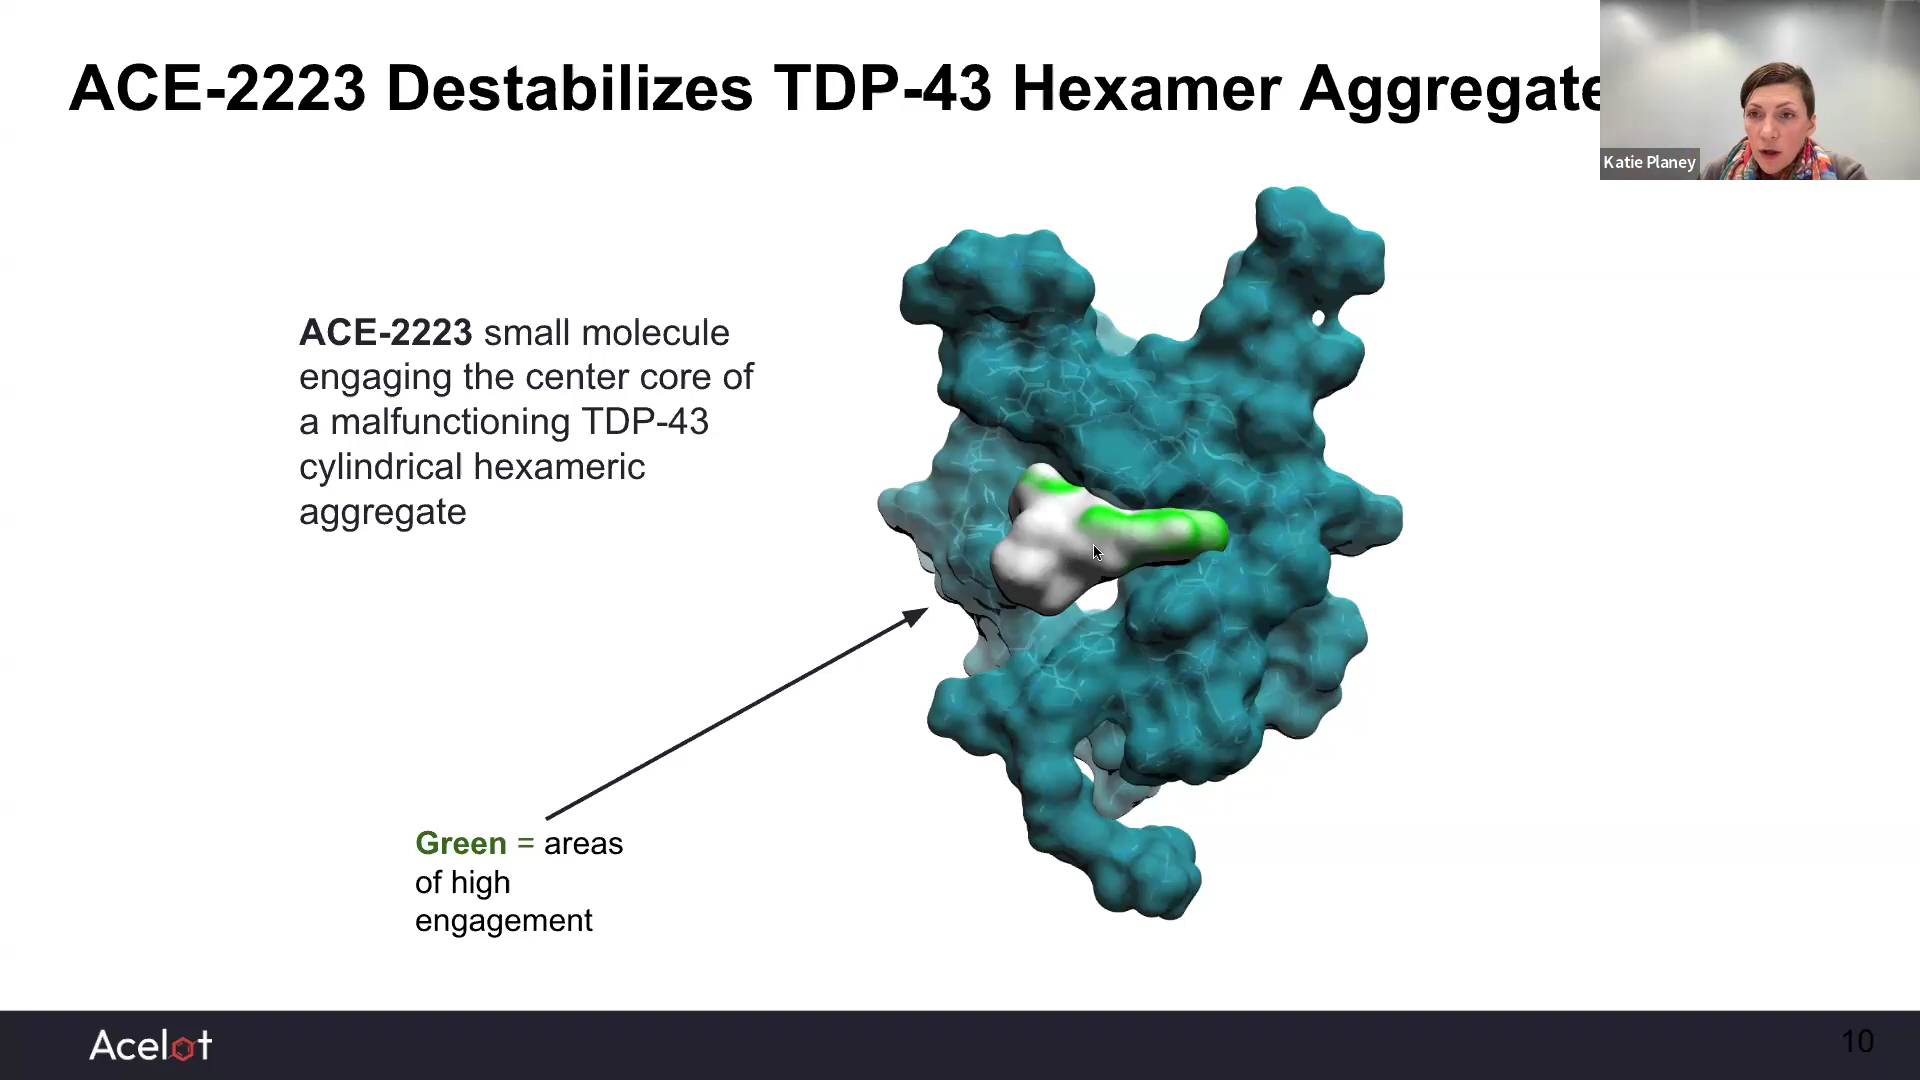 ACE-2223 Destabilizes TDP-43 Hexamer Aggregate
Katie Planey
ACE-2223 small molecule
engaging the center core of
a malfunctioning TDP-43
cylindrical hexameric
aggregate
Green = areas
of high
engagement
Acelot
10